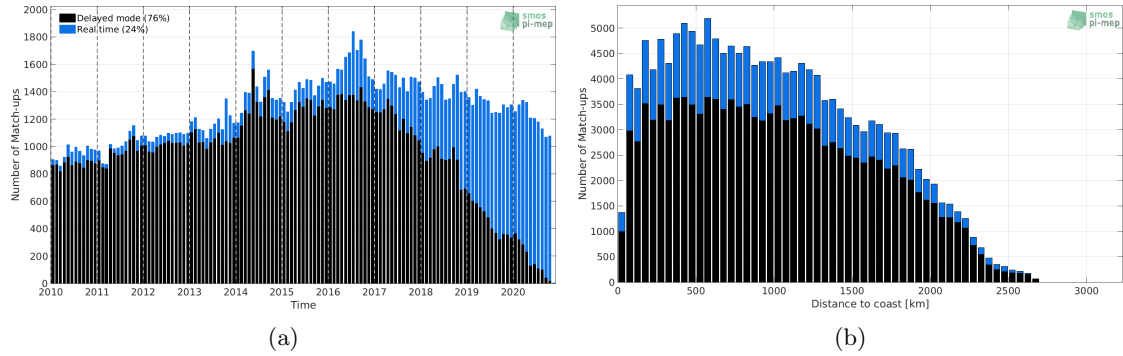 Delayed mode (76%)
Real time (24%)
smos
pi-mep
Number of Match-ups
2000
1800
1600
1400
1200
1000
800
600
400
200
0
2010 2011 2012 2013 2014 2015 2016 2017 2018 2019 2020
Time
(a)
smos
pi-mep
Number of Match-ups
5000
4500
4000
3500
3000
2500
2000
1500
1000
500
0
0 500 1000 1500 2000 2500 3000
Distance to coast [km]
(b)